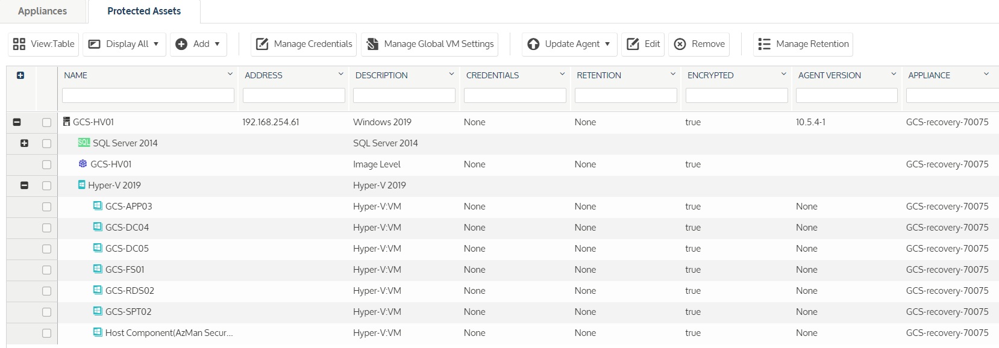 Appliances Protected Assets
View:Table Display All Add Manage Credentials Manage Global VM Settings Update Agent Edit Remove Manage Retention
NAME ADDRESS DESCRIPTION CREDENTIALS RETENTION ENCRYPTED AGENT VERSION APPLIANCE
GCS-HV01 192.168.254.61 Windows 2019 None None true 10.5.4-1 GCS-recovery-70075
SQL SQL Server 2014 SQL Server 2014
GCS-HV01 Image Level None None true GCS-recovery-70075
Hyper-V 2019 Hyper-V 2019
GCS-APP03 Hyper-V:VM None None true None GCS-recovery-70075
GCS-DC04 Hyper-V:VM None None true None GCS-recovery-70075
GCS-DC05 Hyper-V:VM None None true None GCS-recovery-70075
GCS-FS01 Hyper-V:VM None None true None GCS-recovery-70075
GCS-RDS02 Hyper-V:VM None None true None GCS-recovery-70075
GCS-SPT02 Hyper-V:VM None None true None GCS-recovery-70075
Host Component(AzMan Secur... Hyper-V:VM None None true None GCS-recovery-70075